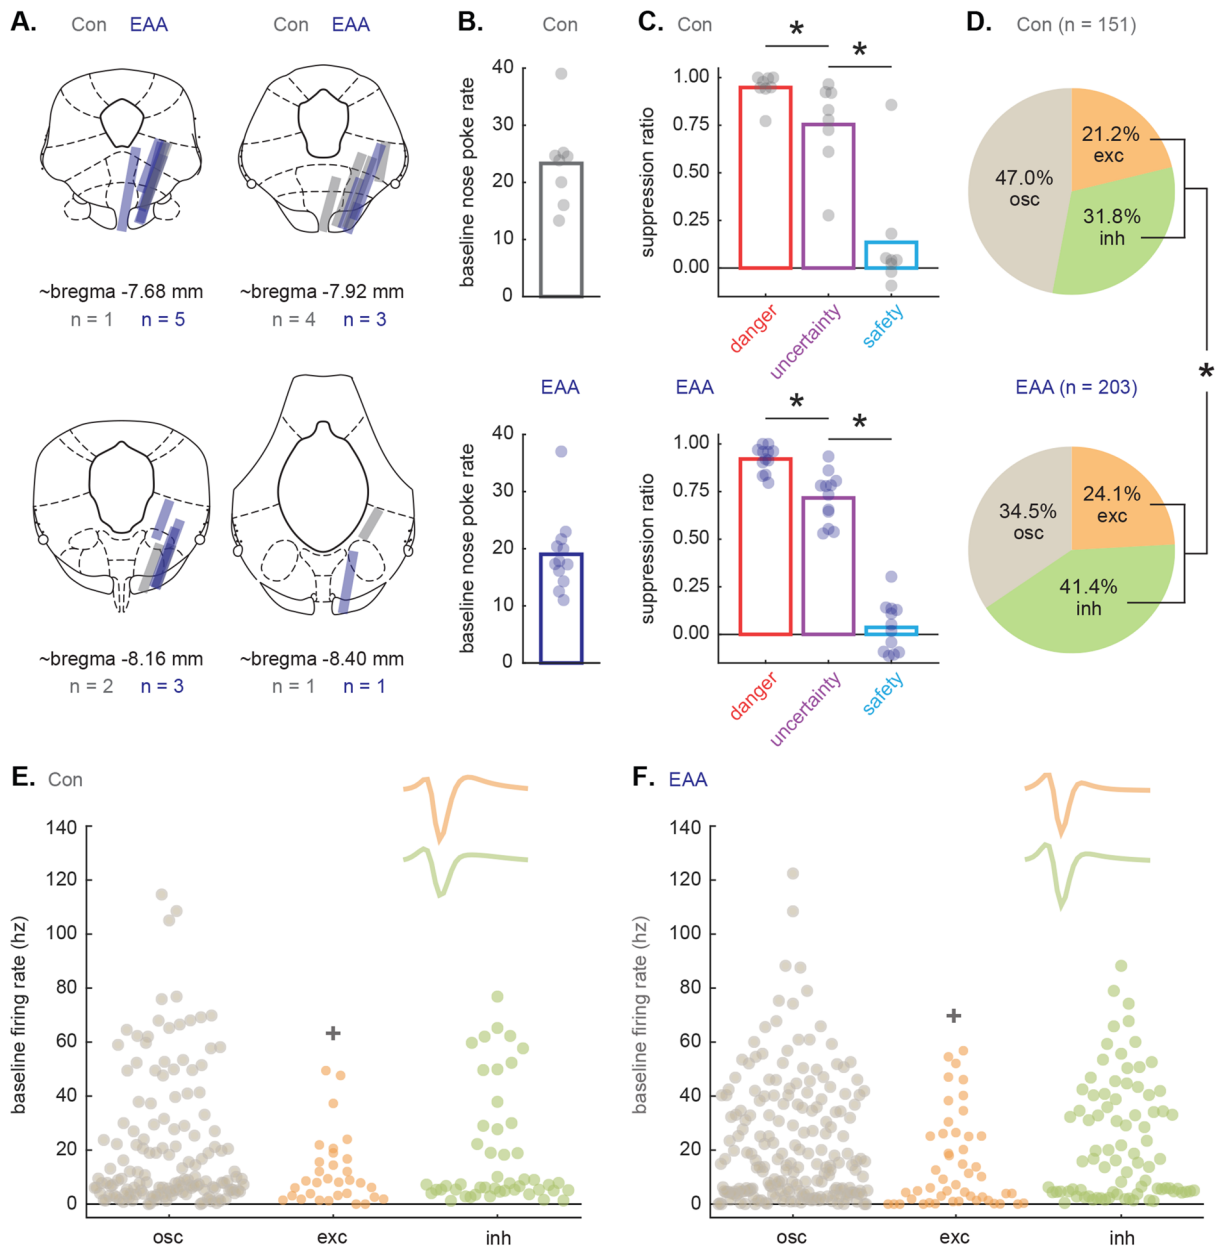 A.
Con EAA
Con EAA
~bregma -7.68 mm
n = 1 n = 5
~bregma -7.92 mm
n = 4 n = 3
~bregma -8.16 mm
n = 2 n = 3
~bregma -8.40 mm
n = 1 n = 1
B.
Con
baseline nose poke rate
40
30
20
10
0
EAA
baseline nose poke rate
40
30
20
10
0
C.
Con
suppression ratio
1.00
0.75
0.50
0.25
0.00
* *
danger
uncertainty
safety
EAA
suppression ratio
1.00
0.75
0.50
0.25
0.00
* *
danger
uncertainty
safety
D.
Con (n = 151)
21.2%
exc
47.0%
osc
31.8%
inh
*
EAA (n = 203)
24.1%
exc
34.5%
osc
41.4%
inh
E.
Con
baseline firing rate (hz)
140
120
100
80
60
40
20
0
+
osc exc inh
F.
EAA
baseline firing rate (hz)
140
120
100
80
60
40
20
0
+
osc exc inh